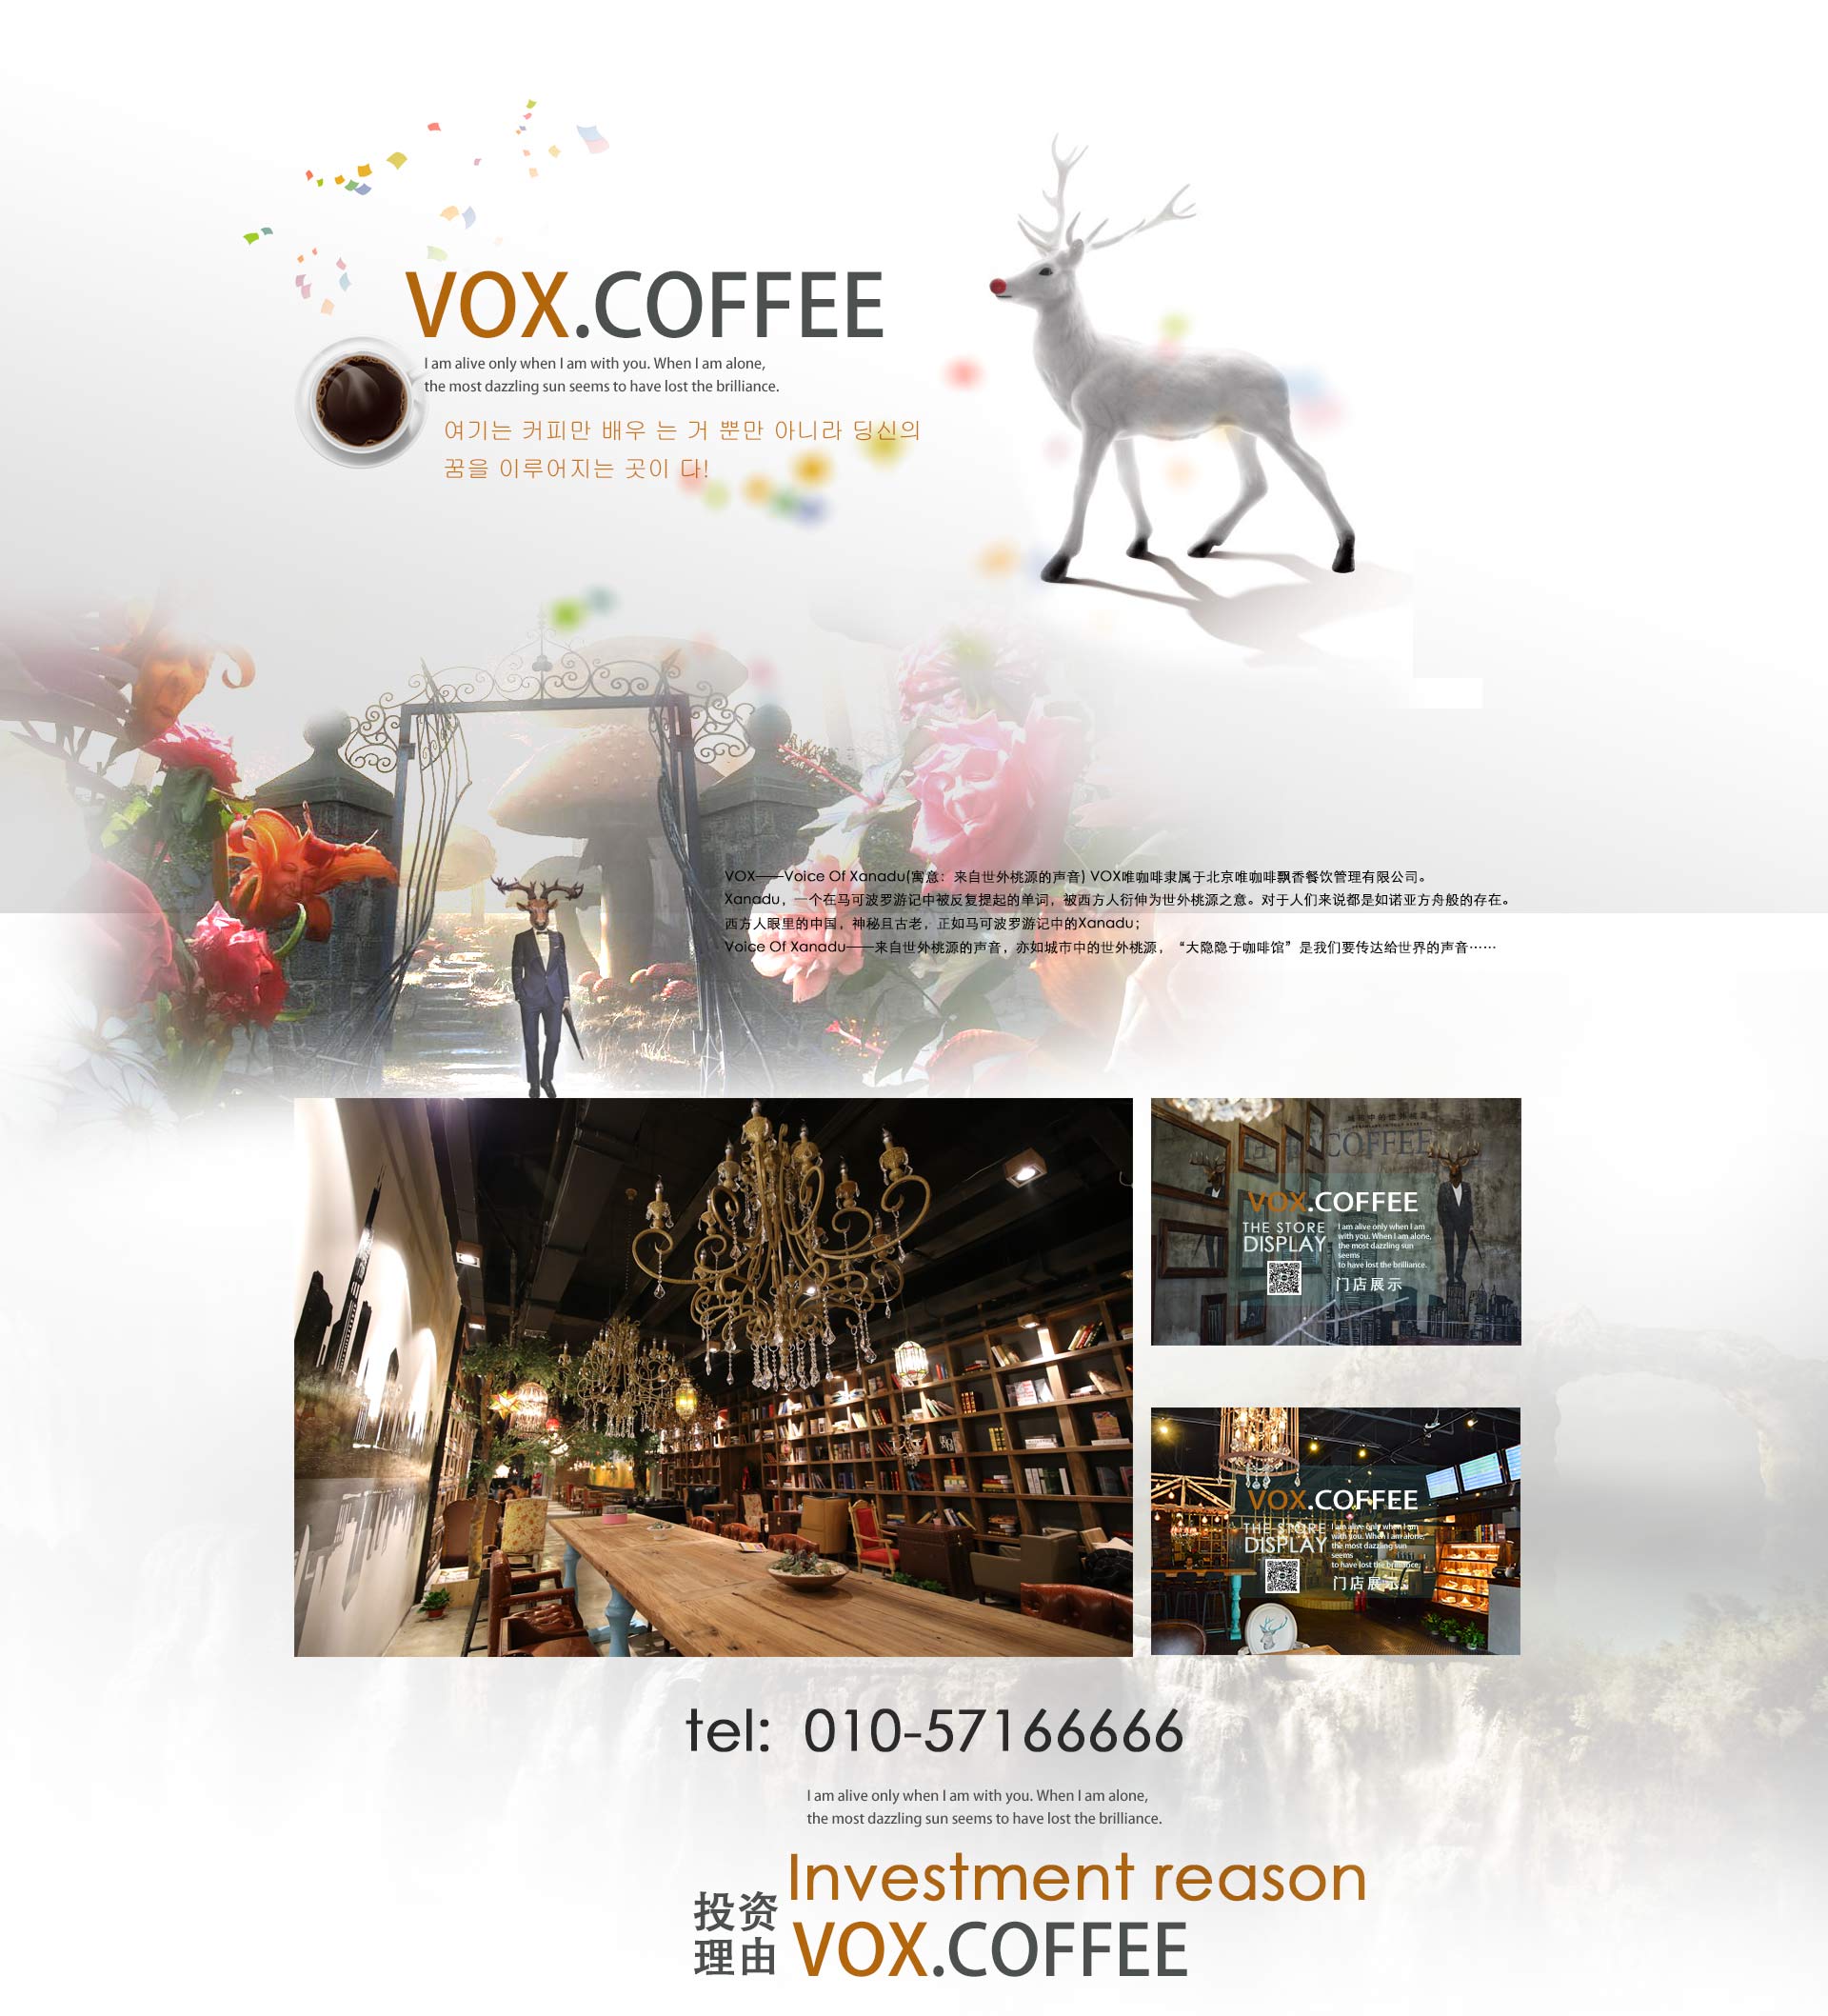 VOX.COFFEE
I am alive only when I am with you. When I am alone,
the most dazzling sun seems to have lost the brilliance.
여기는 커피만 배우 는 거 뿐만 아니라 딩신의
꿈을 이루어지는 곳이 다!
VOX——Voice Of Xanadu(寓意：来自世外桃源的声音) VOX唯咖啡隶属于北京唯咖啡飘香餐饮管理有限公司。
Xanadu，一个在马可波罗游记中被反复提起的单词，被西方人衍伸为世外桃源之意。对于人们来说都是如诺亚方舟般的存在。
西方人眼里的中国，神秘且古老，正如马可波罗游记中的Xanadu；
Voice Of Xanadu——来自世外桃源的声音，亦如城市中的世外桃源，“大隐隐于咖啡馆”是我们要传达给世界的声音……
COFFEE
VOX.COFFEE
THE STORE
DISPLAY
I am alive only when I am
with you. When I am alone,
the most dazzling sun
seems
to have lost the brilliance.
门店展示
VOX.COFFEE
THE STORE
DISPLAY
I am alive only when I am
with you. When I am alone,
the most dazzling sun
seems
to have lost the brilliance.
门店展示
tel: 010-57166666
I am alive only when I am with you. When I am alone,
the most dazzling sun seems to have lost the brilliance.
Investment reason
投资
理由
VOX.COFFEE